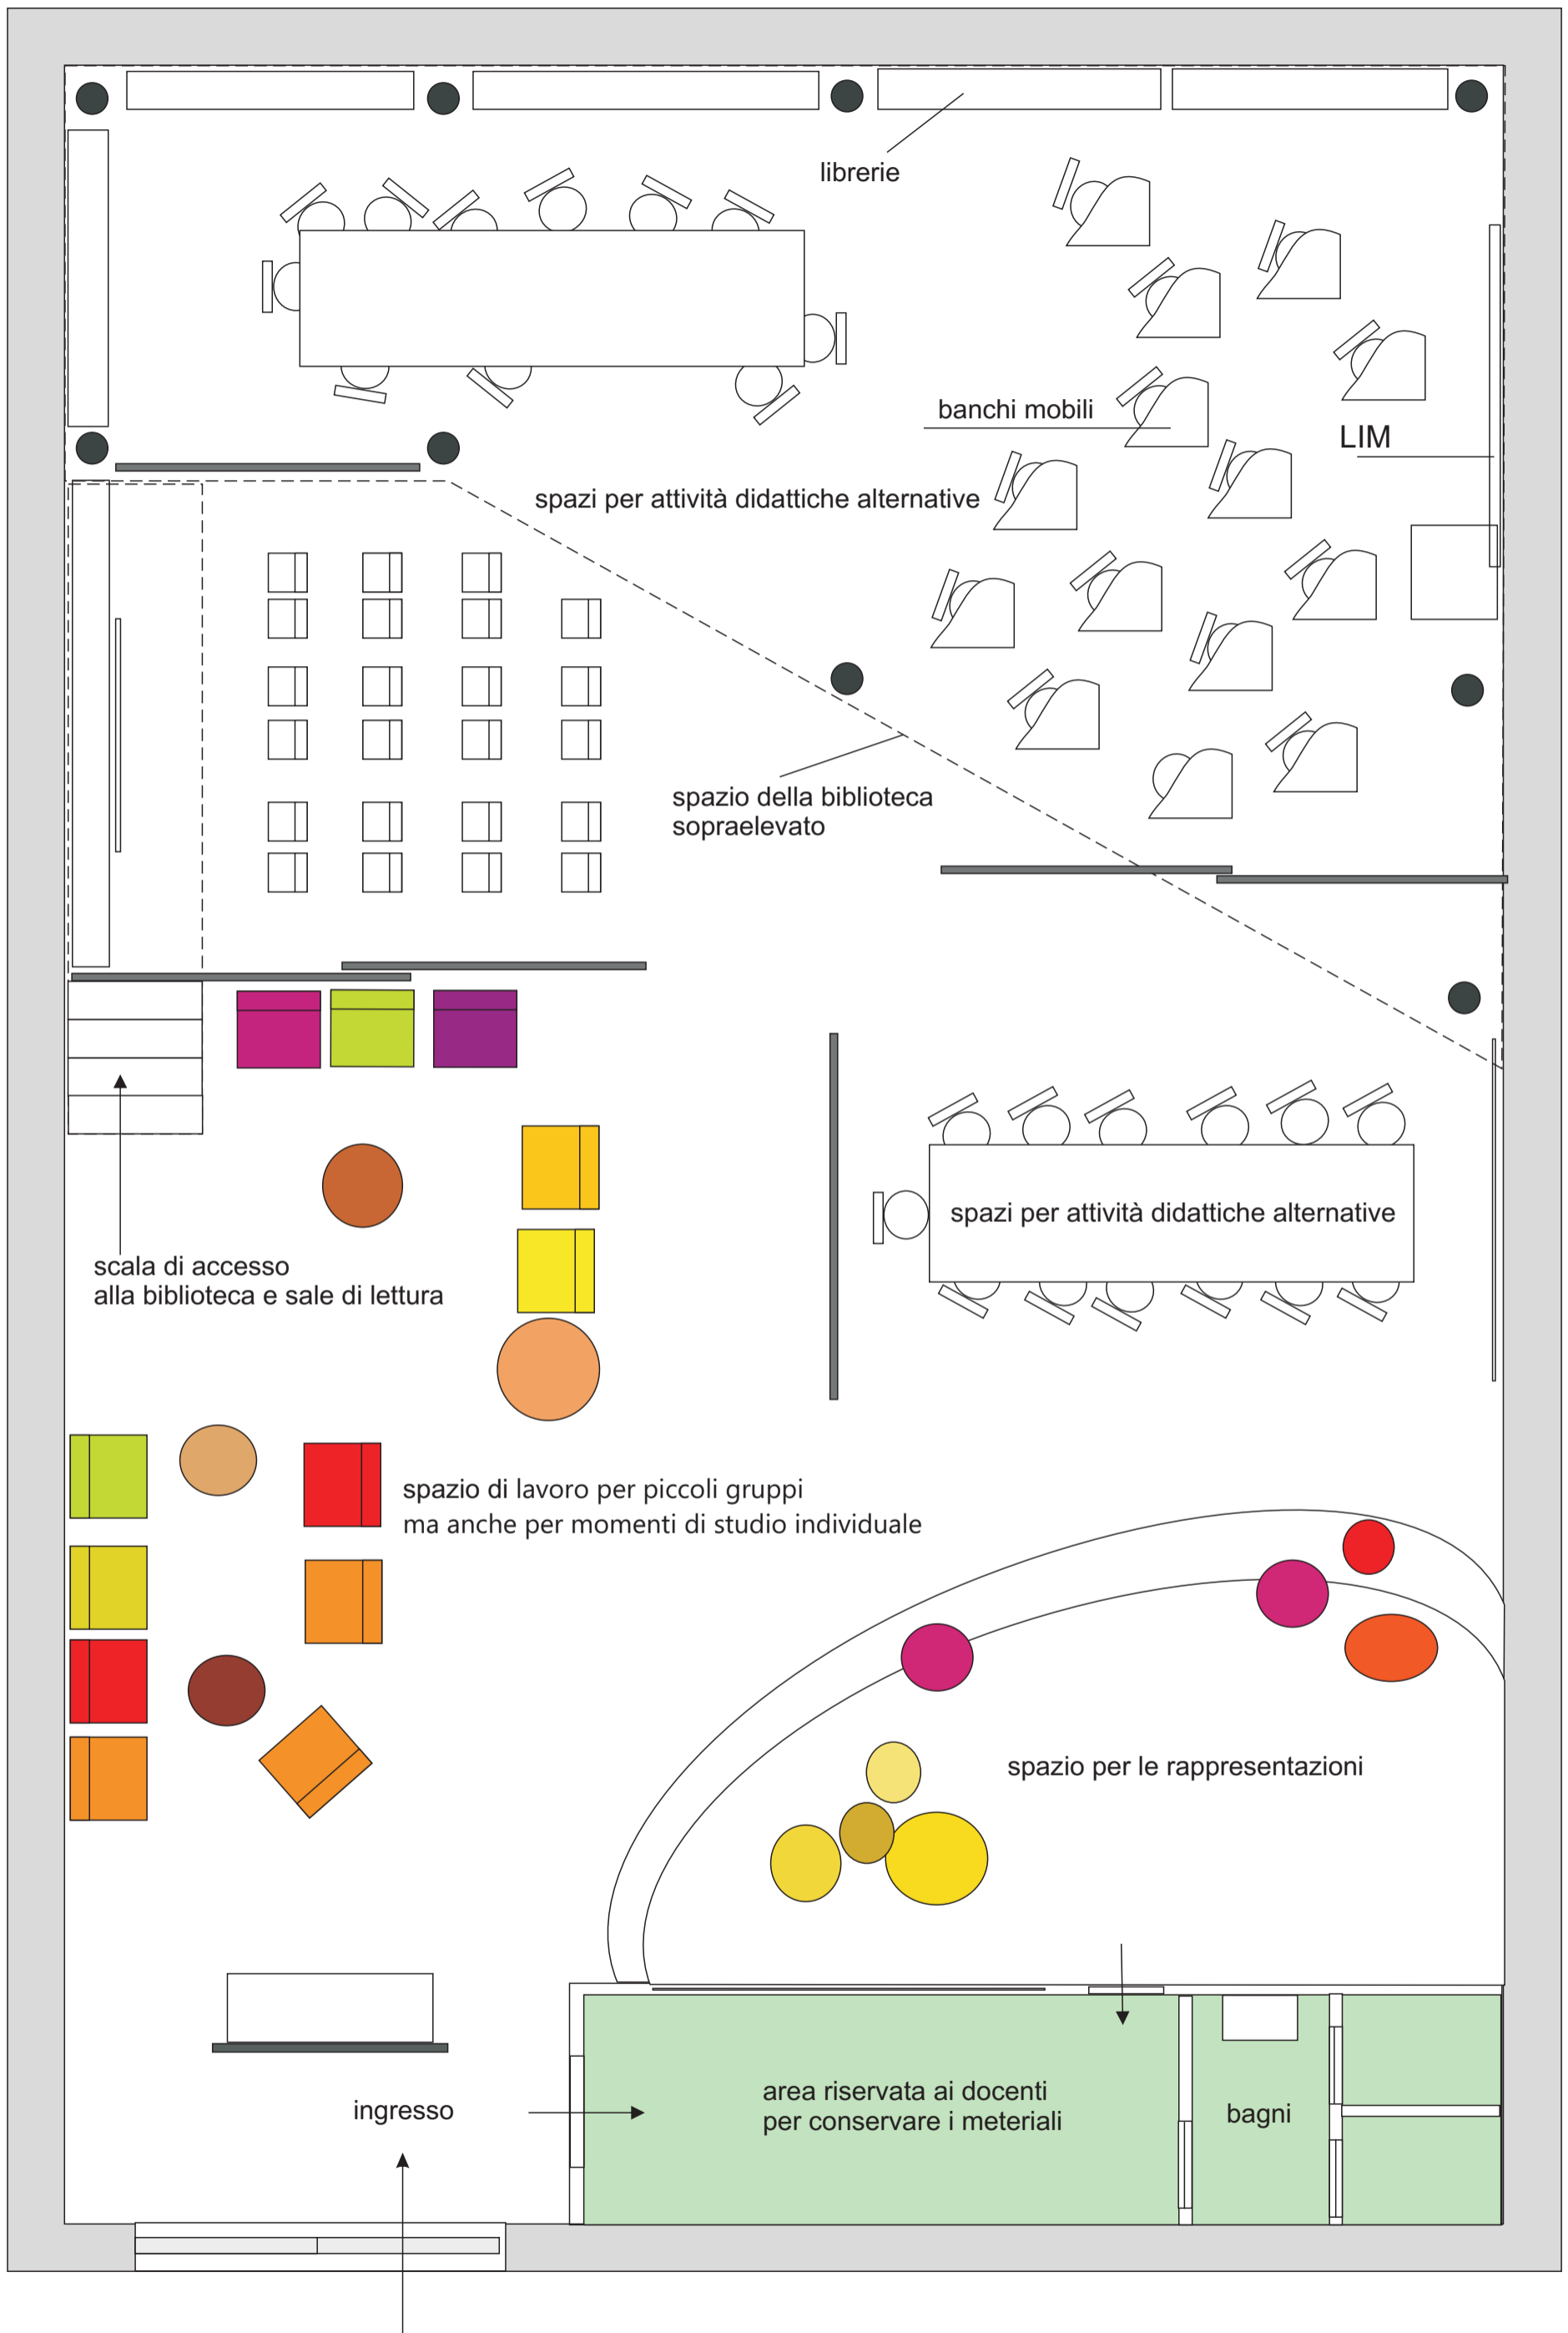 librerie
banchi mobili
LIM
spazi per attività didattiche alternative
spazio della biblioteca
sopraelevato
spazi per attività didattiche alternative
scala di accesso
alla biblioteca e sale di lettura
spazio di lavoro per piccoli gruppi
ma anche per momenti di studio individuale
spazio per le rappresentazioni
area riservata ai docenti
per conservare i meteriali
ingresso
bagni